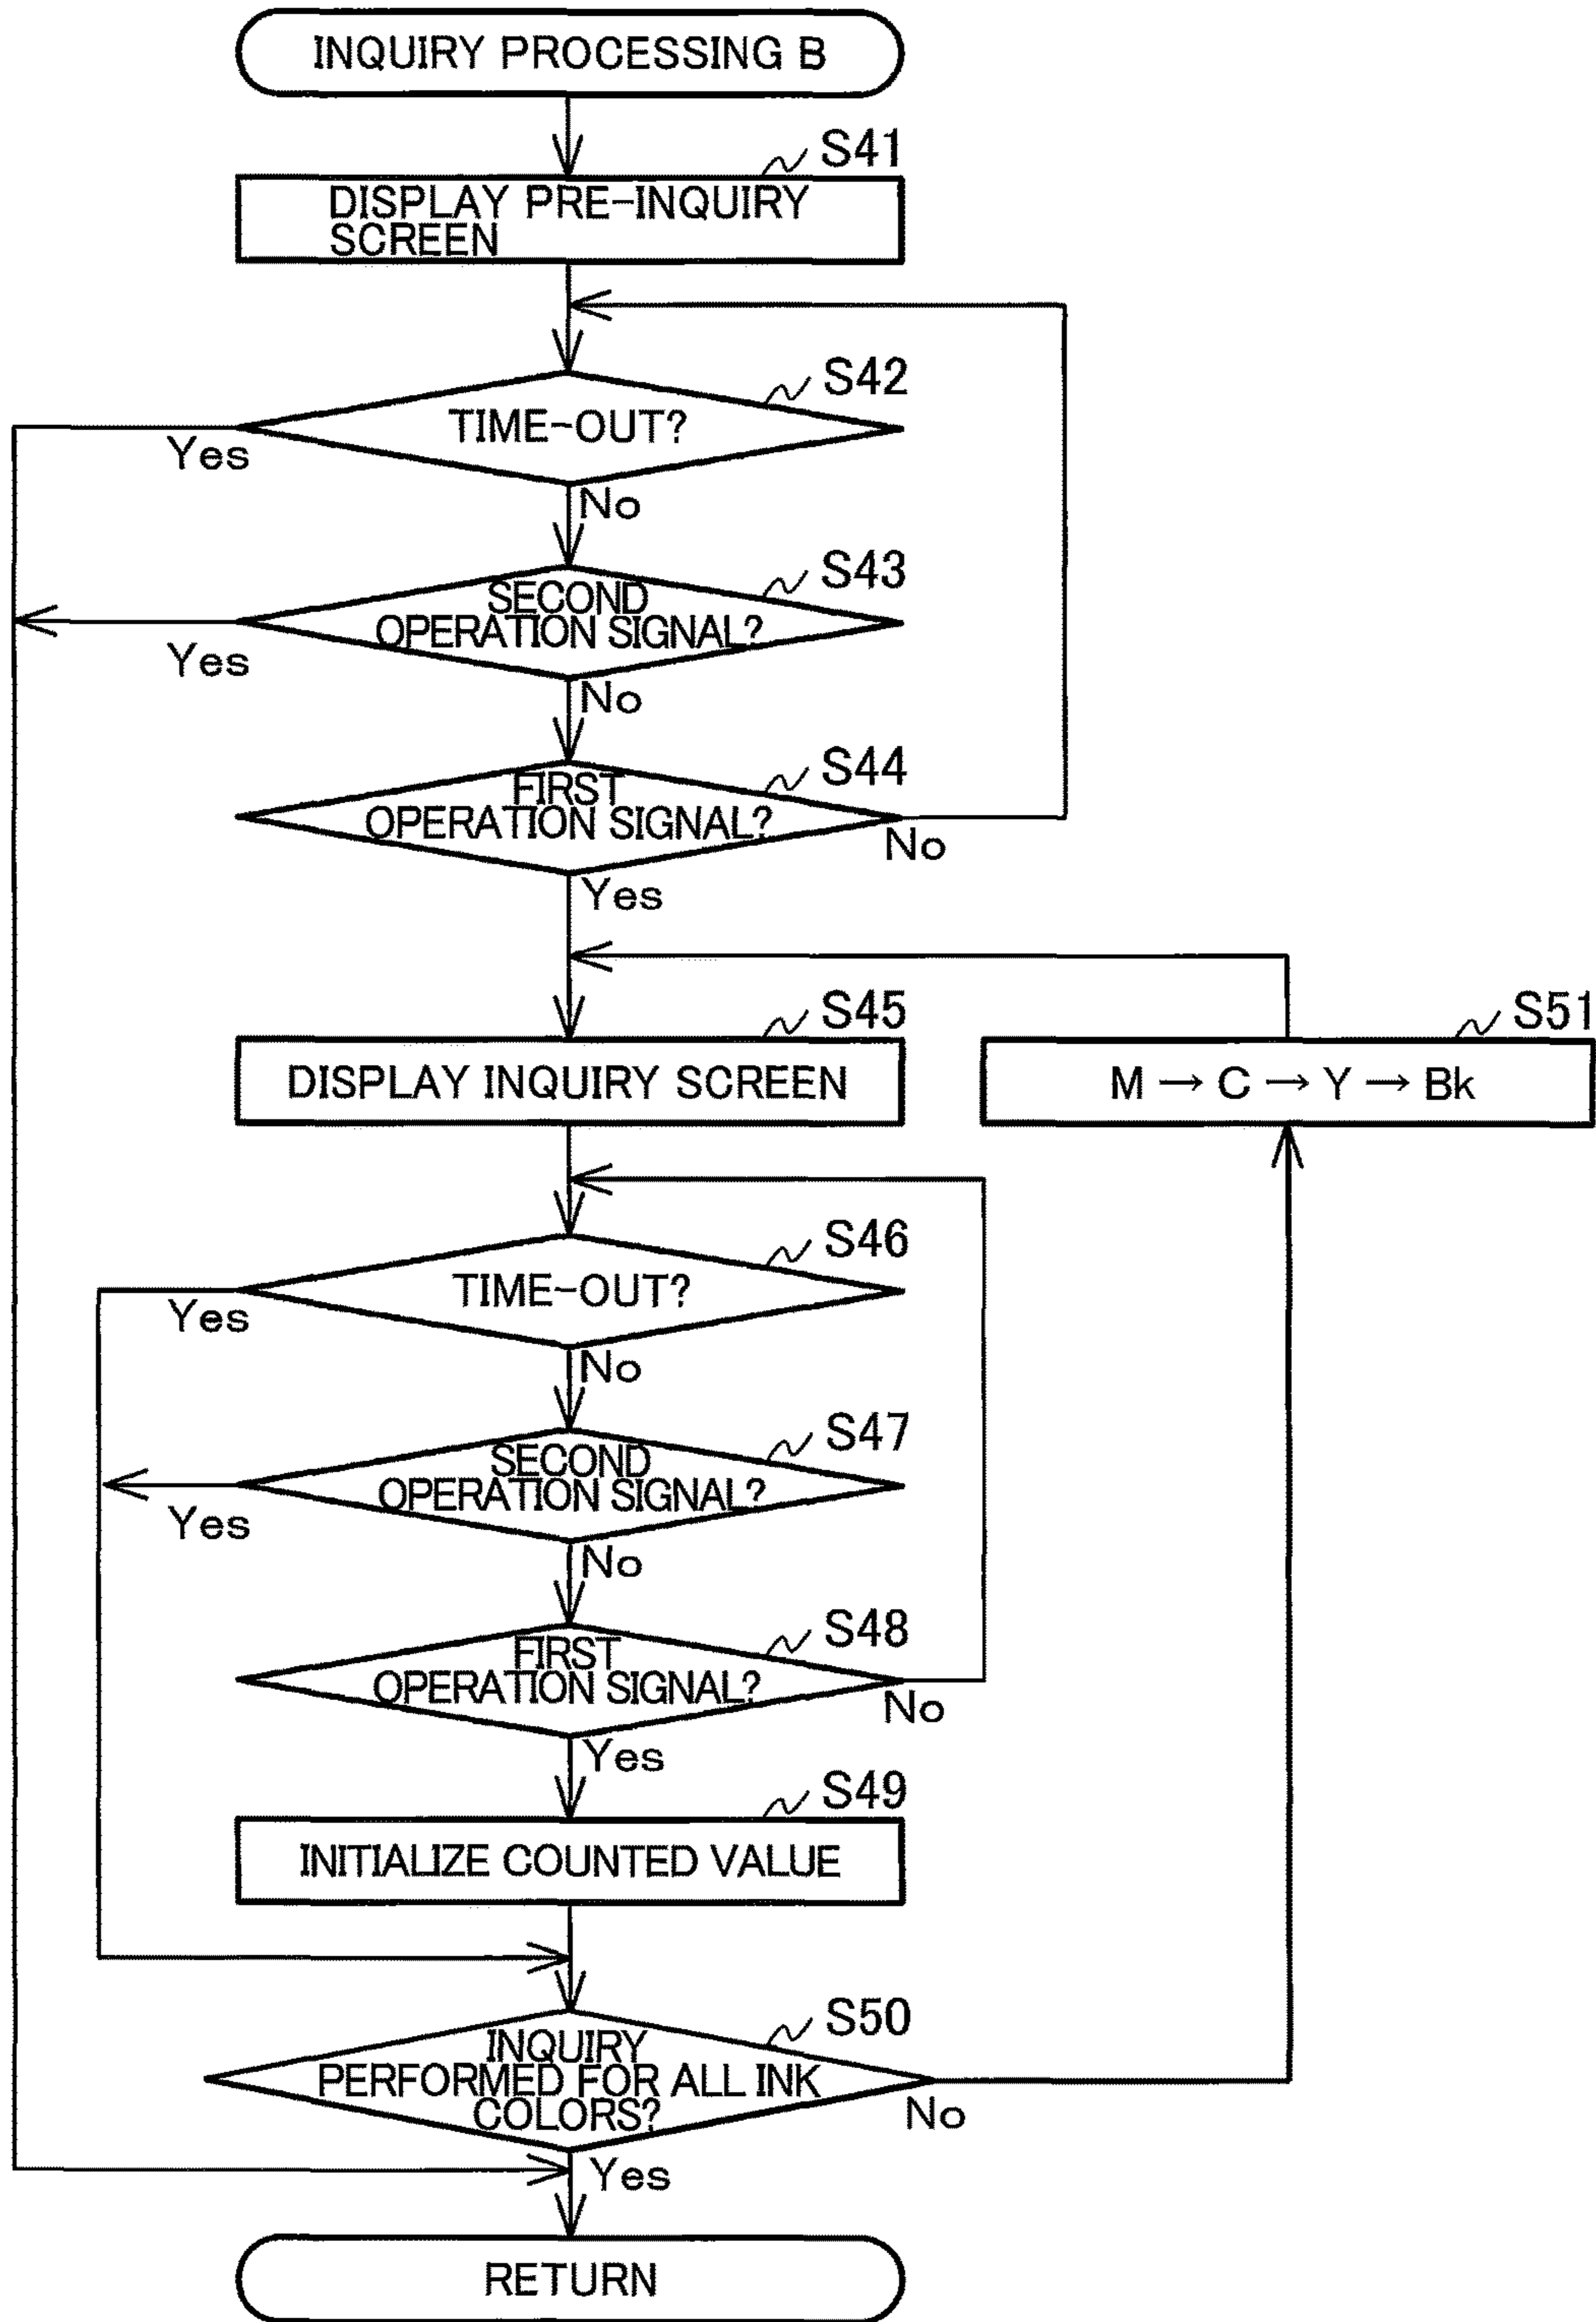 INQUIRY PROCESSING B
S41
DISPLAY PRE-INQUIRY
SCREEN
S42
TIME-OUT?
Yes
No
S43
SECOND
OPERATION SIGNAL?
Yes
No
S44
FIRST
OPERATION SIGNAL?
No
Yes
S45
DISPLAY INQUIRY SCREEN
S51
M → C → Y → Bk
S46
TIME-OUT?
Yes
No
S47
SECOND
OPERATION SIGNAL?
Yes
No
S48
FIRST
OPERATION SIGNAL?
No
Yes
S49
INITIALIZE COUNTED VALUE
S50
INQUIRY
PERFORMED FOR ALL INK
COLORS?
No
Yes
RETURN